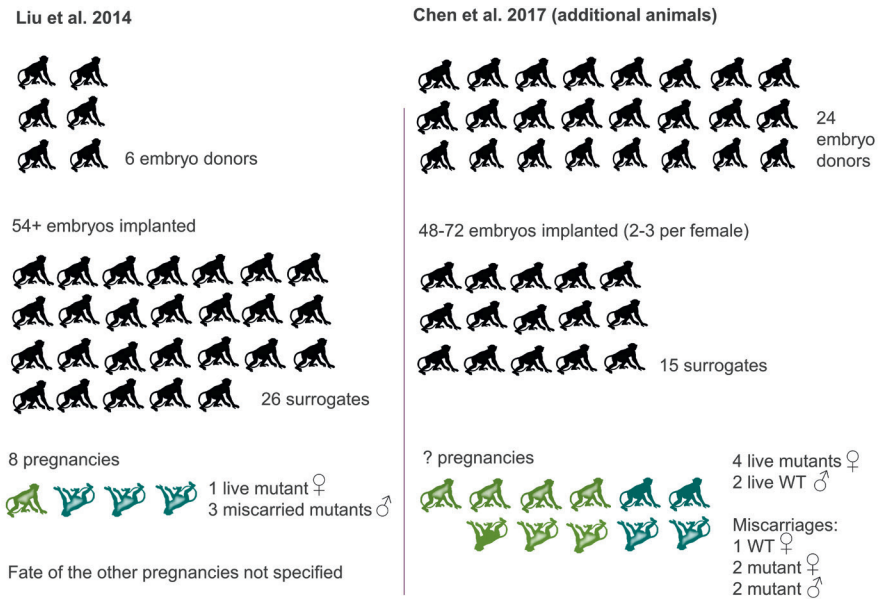 Liu et al. 2014
6 embryo donors
54+ embryos implanted
26 surrogates
8 pregnancies
1 live mutant ♀
3 miscarried mutants ♂
Fate of the other pregnancies not specified
Chen et al. 2017 (additional animals)
24
embryo
donors
48-72 embryos implanted (2-3 per female)
15 surrogates
? pregnancies
4 live mutants ♀
2 live WT ♂
Miscarriages:
1 WT ♀
2 mutant ♀
2 mutant ♂